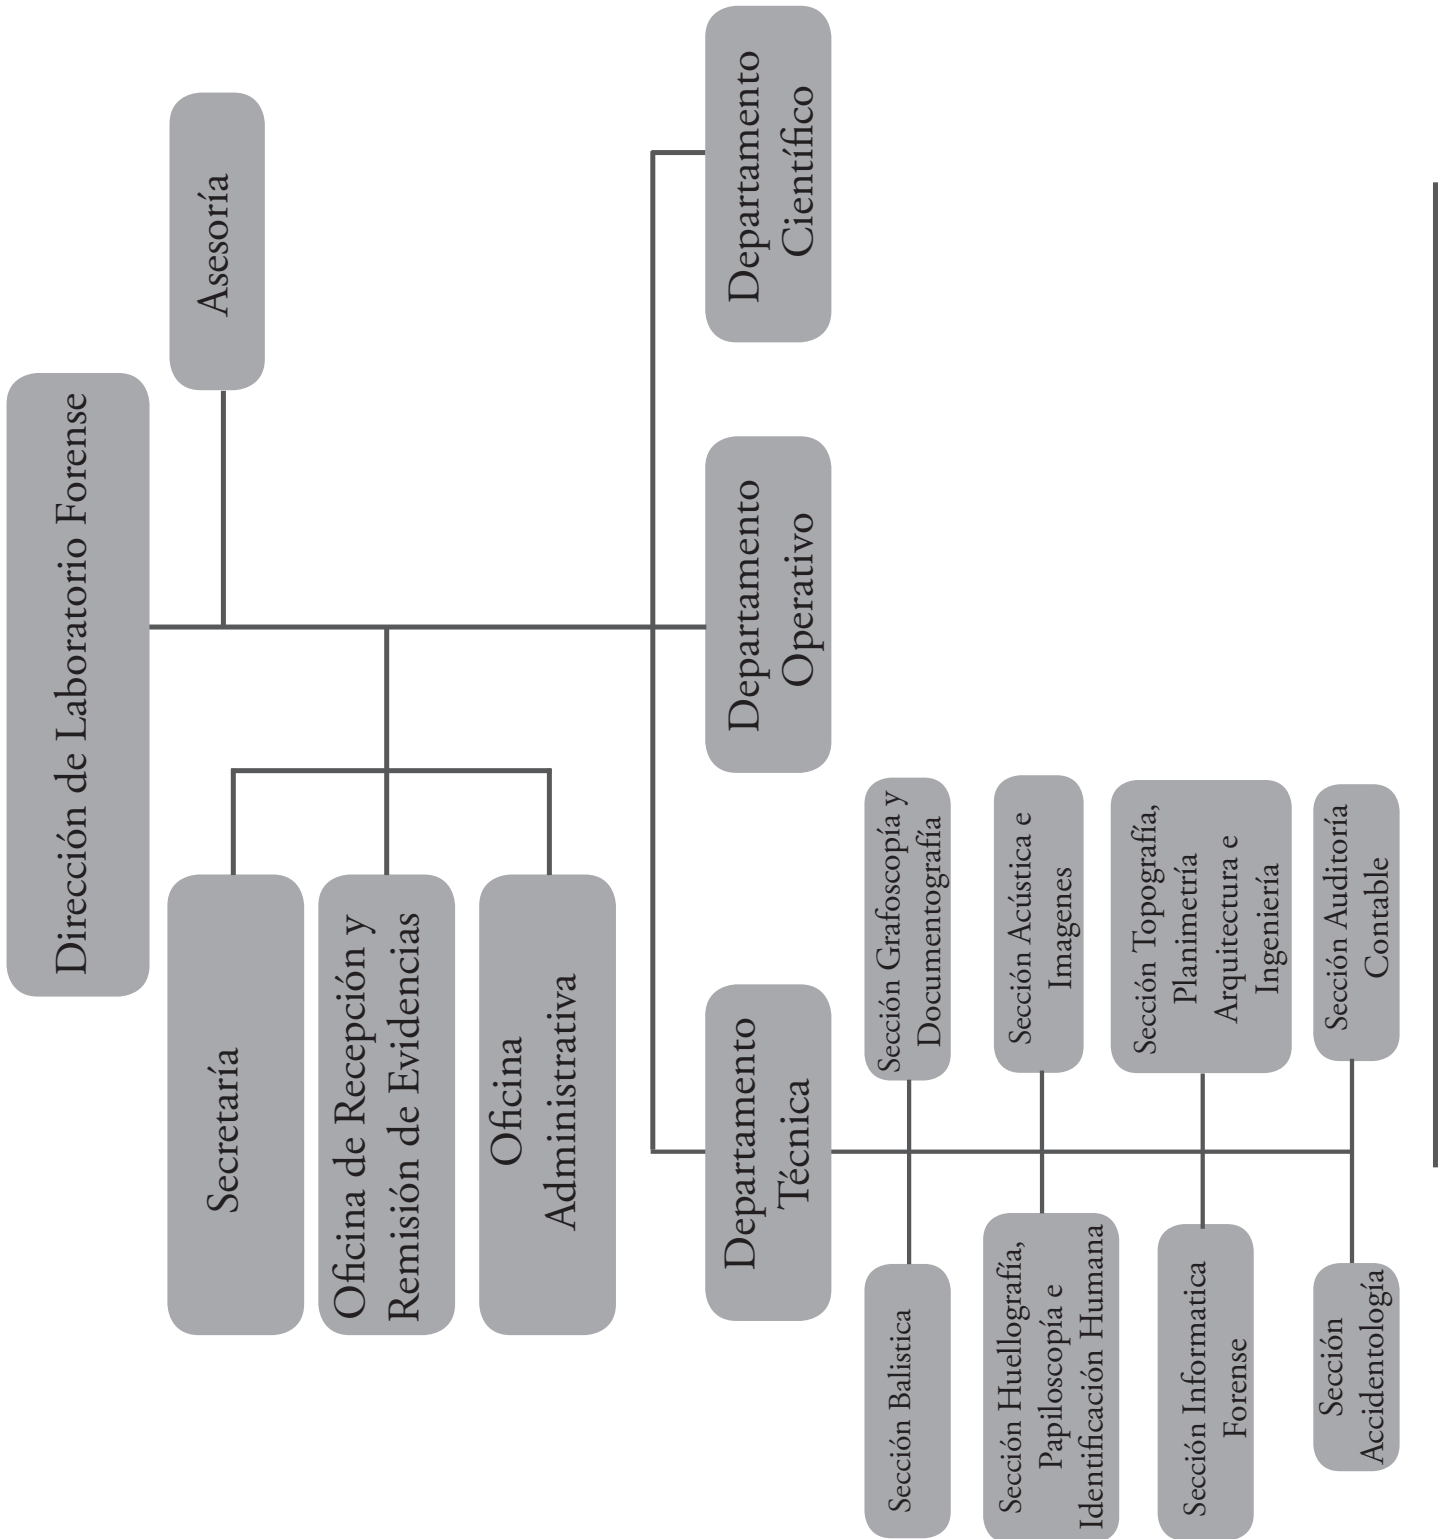 Dirección de Laboratorio Forense
Asesoría
Secretaría
Oficina de Recepción y
Remisión de Evidencias
Oficina
Administrativa
Departamento
Técnica
Departamento
Operativo
Departamento
Científico
Sección Balistica
Sección Grafoscopía y
Documentografía
Sección Huellografía,
Papiloscopía e
Identificación Humana
Sección Acústica e
Imagenes
Sección Informatica
Forense
Sección Topografía,
Planimetría
Arquitectura e
Ingeniería
Sección
Accidentología
Sección Auditoría
Contable